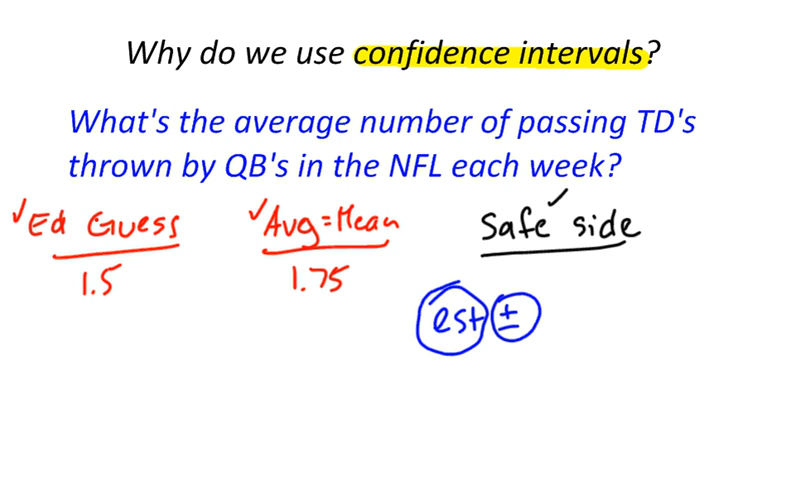 Why do we use confidence intervals?
What's the average number of passing TD's
thrown by QB's in the NFL each week?
✓Ed Guess ✓Avg=Mean Safe✓ side
1.5 1.75
est ±